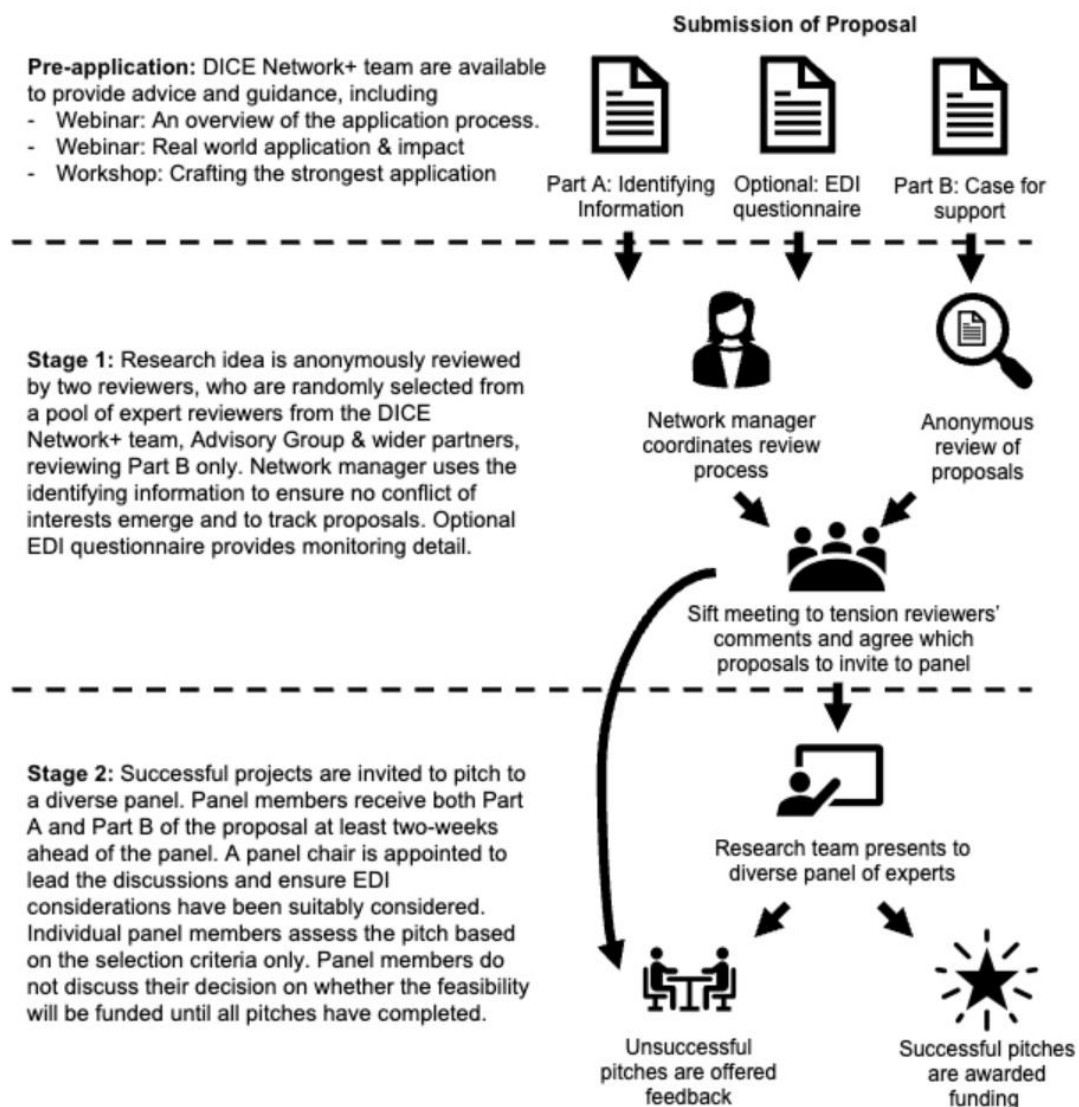 Submission of Proposal
Pre-application: DICE Network+ team are available
to provide advice and guidance, including
- Webinar: An overview of the application process.
- Webinar: Real world application & impact
- Workshop: Crafting the strongest application
Part A: Identifying
Information
Optional: EDI
questionnaire
Part B: Case for
support
Stage 1: Research idea is anonymously reviewed
by two reviewers, who are randomly selected from
a pool of expert reviewers from the DICE
Network+ team, Advisory Group & wider partners,
reviewing Part B only. Network manager uses the
identifying information to ensure no conflict of
interests emerge and to track proposals. Optional
EDI questionnaire provides monitoring detail.
Network manager
coordinates review
process
Anonymous
review of
proposals
Sift meeting to tension reviewers'
comments and agree which
proposals to invite to panel
Stage 2: Successful projects are invited to pitch to
a diverse panel. Panel members receive both Part
A and Part B of the proposal at least two-weeks
ahead of the panel. A panel chair is appointed to
lead the discussions and ensure EDI
considerations have been suitably considered.
Individual panel members assess the pitch based
on the selection criteria only. Panel members do
not discuss their decision on whether the feasibility
will be funded until all pitches have completed.
Research team presents to
diverse panel of experts
Unsuccessful
pitches are offered
feedback
Successful pitches
are awarded
funding